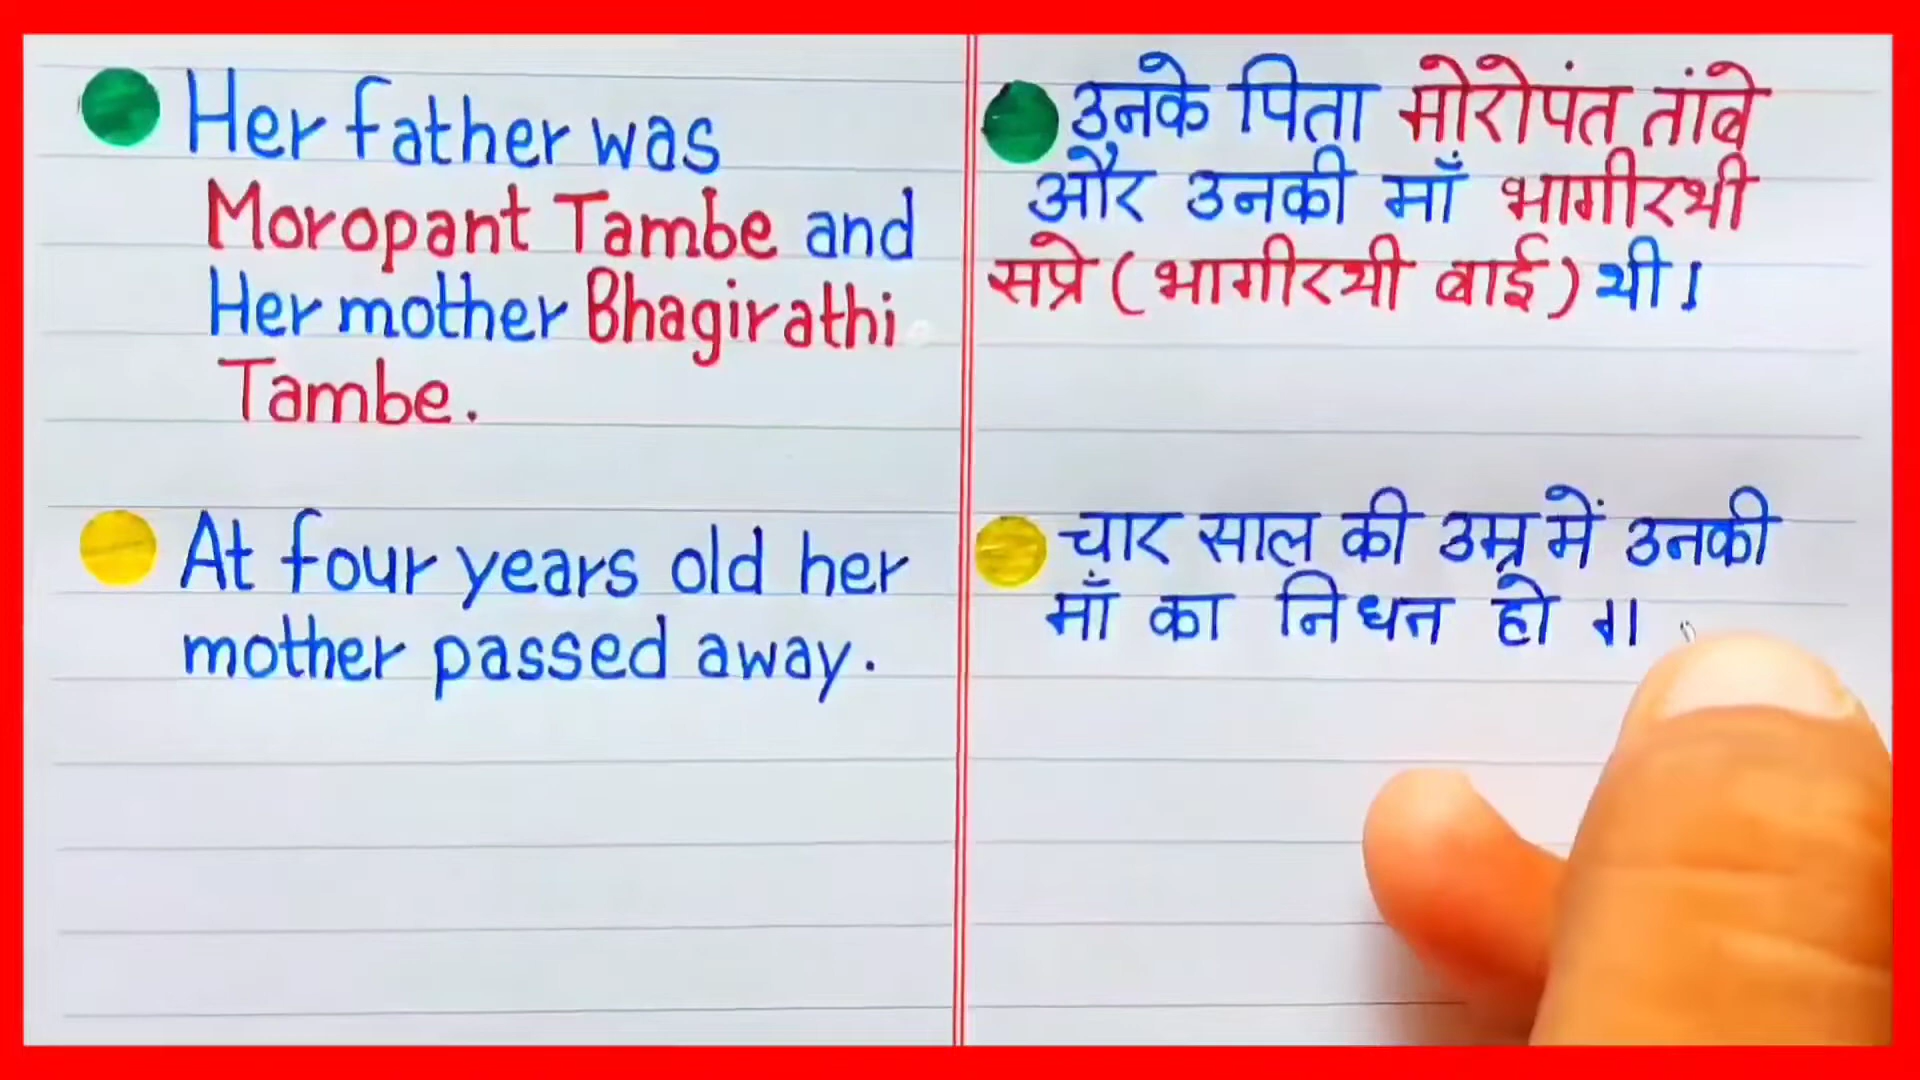 Her father was
Moropant Tambe and
Her mother Bhagirathi
Tambe.
At four years old her
mother passed away.
उनके पिता मोरोपंत तांबे
और उनकी माँ भागीरथी
सप्रे (भागीरथी बाई) थी।
चार साल की उम्र में उनकी
माँ का निधन हो